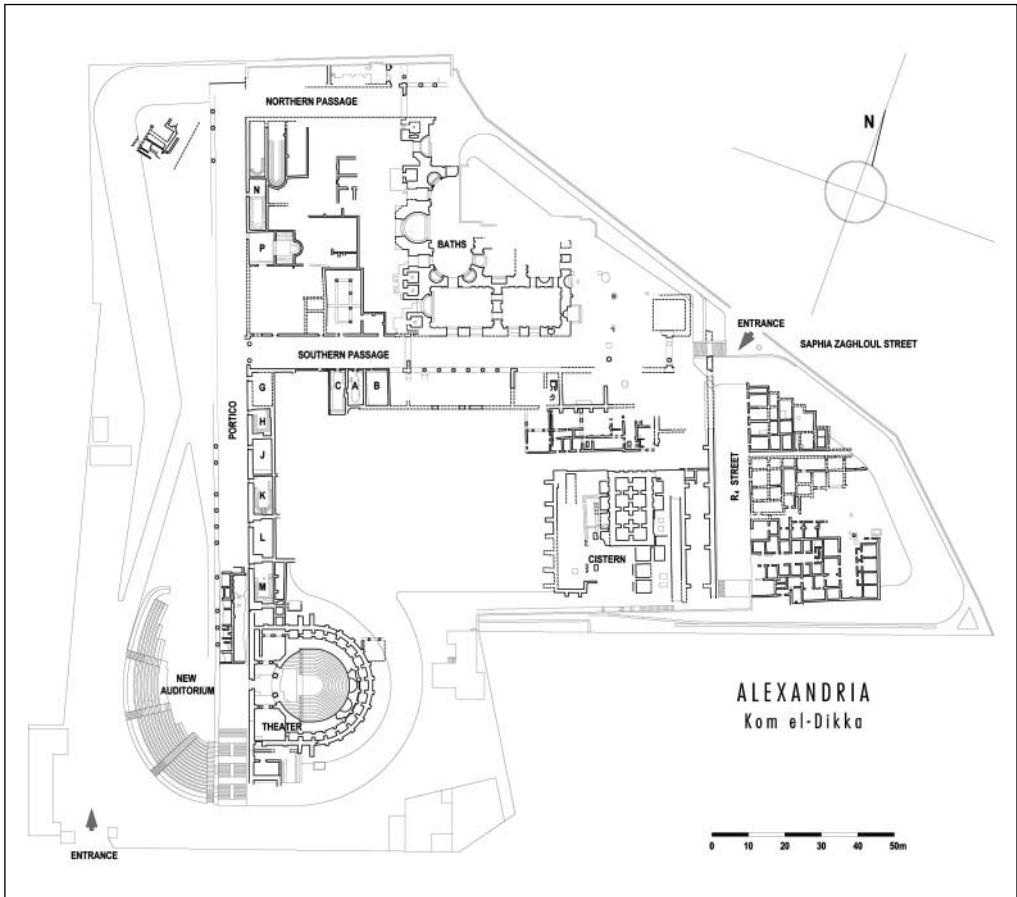 NORTHERN PASSAGE
N
N
P
BATHS
ENTRANCE
SAPHIA ZAGHLOUL STREET
SOUTHERN PASSAGE
G
C
A
B
PORTICO
H
J
K
R4 STREET
L
CISTERN
M
NEW
AUDITORIUM
THEATER
ALEXANDRIA
Kom el-Dikka
0 10 20 30 40 50m
ENTRANCE